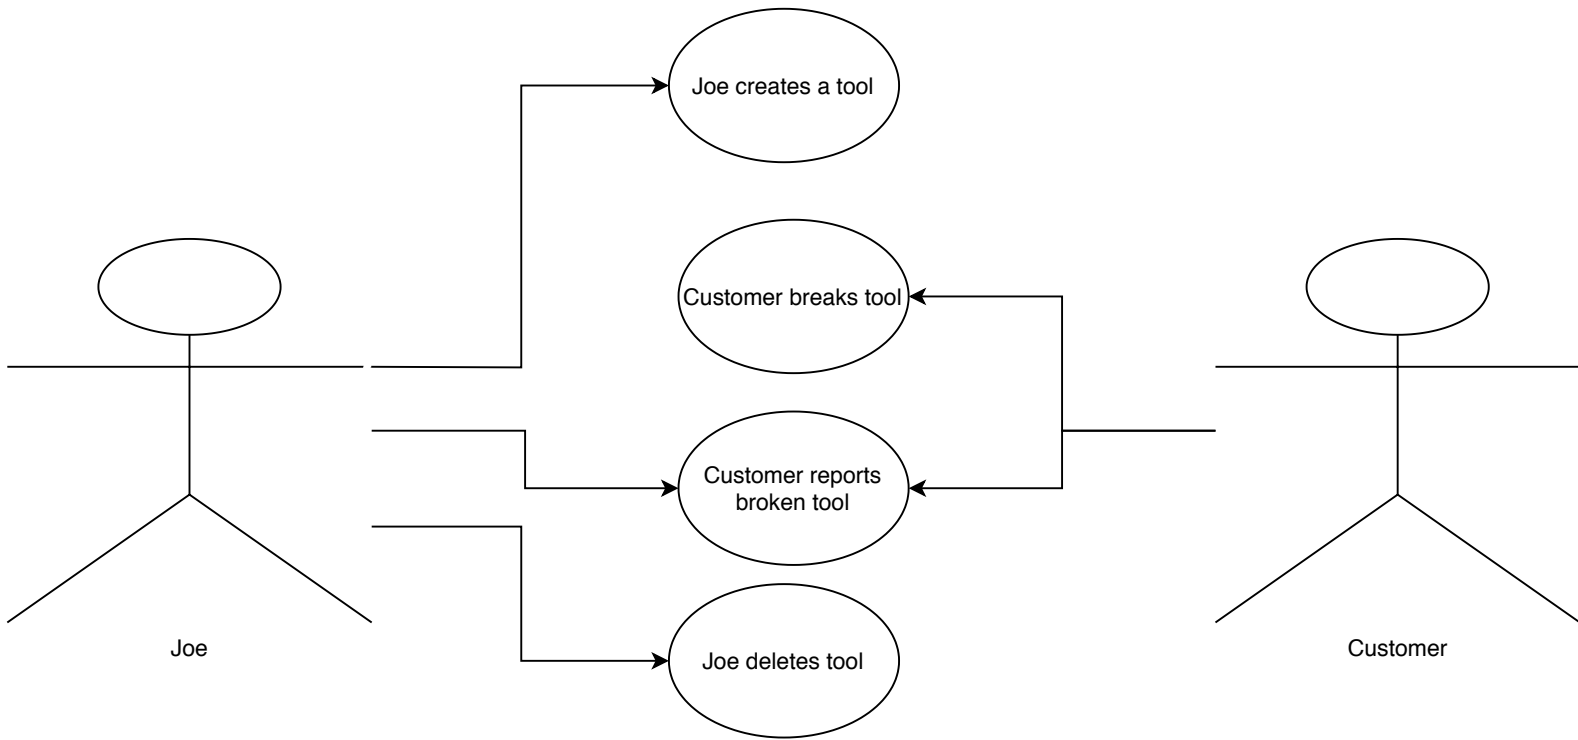 Joe creates a tool
Customer breaks tool
Customer reports
broken tool
Joe deletes tool
Joe
Customer